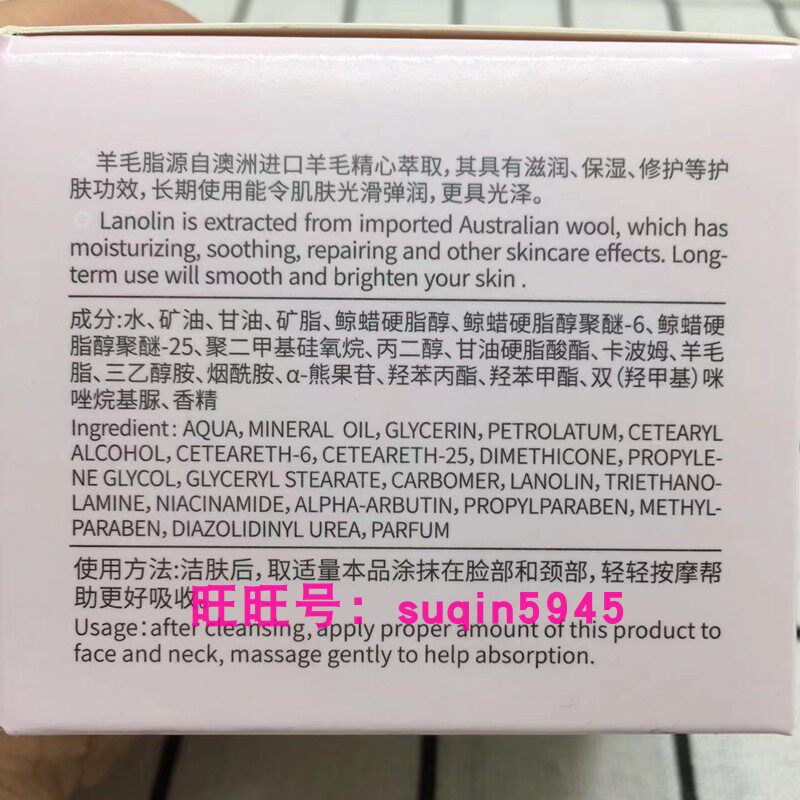 羊毛脂源自澳洲进口羊毛精心萃取，其具有滋润、保湿、修护等护
肤功效，长期使用能令肌肤光滑弹润，更具光泽。
Lanolin is extracted from imported Australian wool, which has
moisturizing, soothing, repairing and other skincare effects. Long-
term use will smooth and brighten your skin .
成分:水、矿油、甘油、矿脂、鲸蜡硬脂醇、鲸蜡硬脂醇聚醚-6、鲸蜡硬
脂醇聚醚-25、聚二甲基硅氧烷、丙二醇、甘油硬脂酸酯、卡波姆、羊毛
脂、三乙醇胺、烟酰胺、α-熊果苷、羟苯丙酯、羟苯甲酯、双（羟甲基）咪
唑烷基脲、香精
Ingredient: AQUA, MINERAL OIL, GLYCERIN, PETROLATUM, CETEARYL
ALCOHOL, CETEARETH-6, CETEARETH-25, DIMETHICONE, PROPYLE-
NE GLYCOL, GLYCERYL STEARATE, CARBOMER, LANOLIN, TRIETHANO-
LAMINE, NIACINAMIDE, ALPHA-ARBUTIN, PROPYLPARABEN, METHYL-
PARABEN, DIAZOLIDINYL UREA, PARFUM
使用方法:洁肤后，取适量本品涂抹在脸部和颈部，轻轻按摩帮
助更好吸收。
旺旺号：suqin5945
Usage: after cleansing, apply proper amount of this product to
face and neck, massage gently to help absorption.